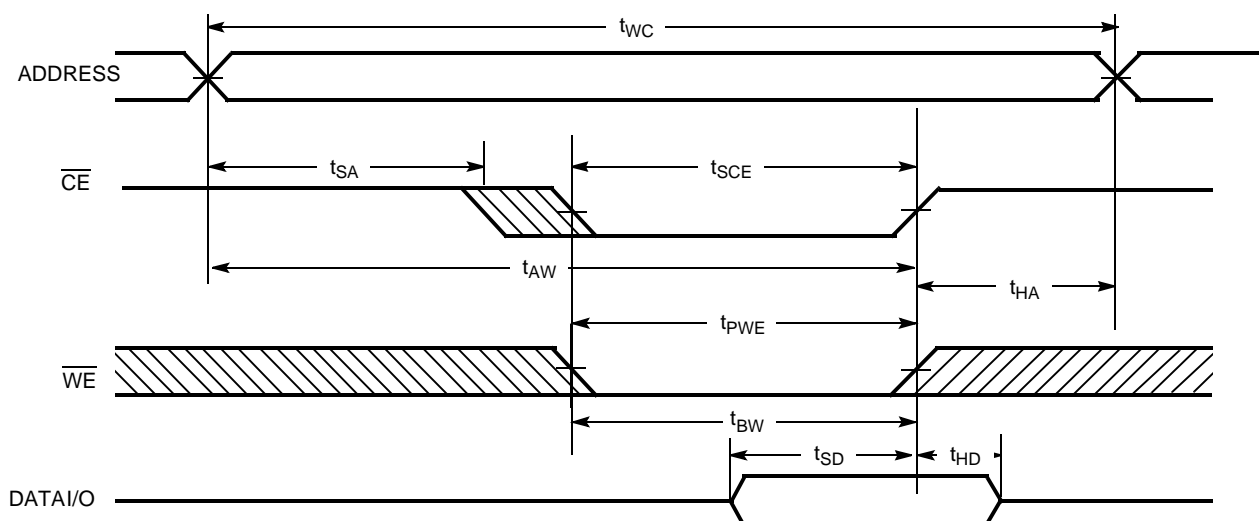 tWC
ADDRESS
tSA
tSCE
CE
tAW
tHA
tPWE
WE
tBW
tSD
tHD
DATAI/O